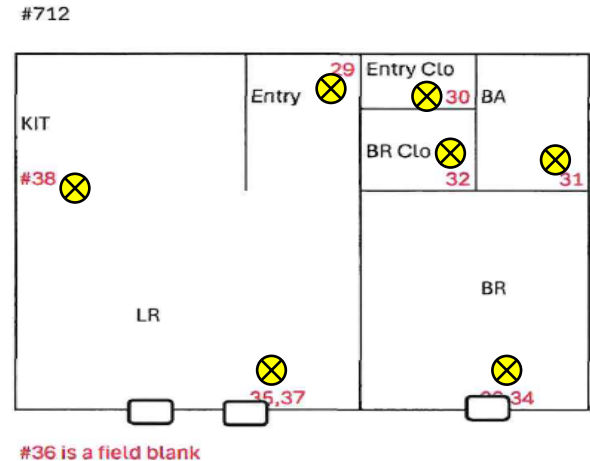 #712
29
Entry Clo
Entry
30
BA
KIT
BR Clo
#38
32
31
BR
LR
35,37
34
#36 is a field blank